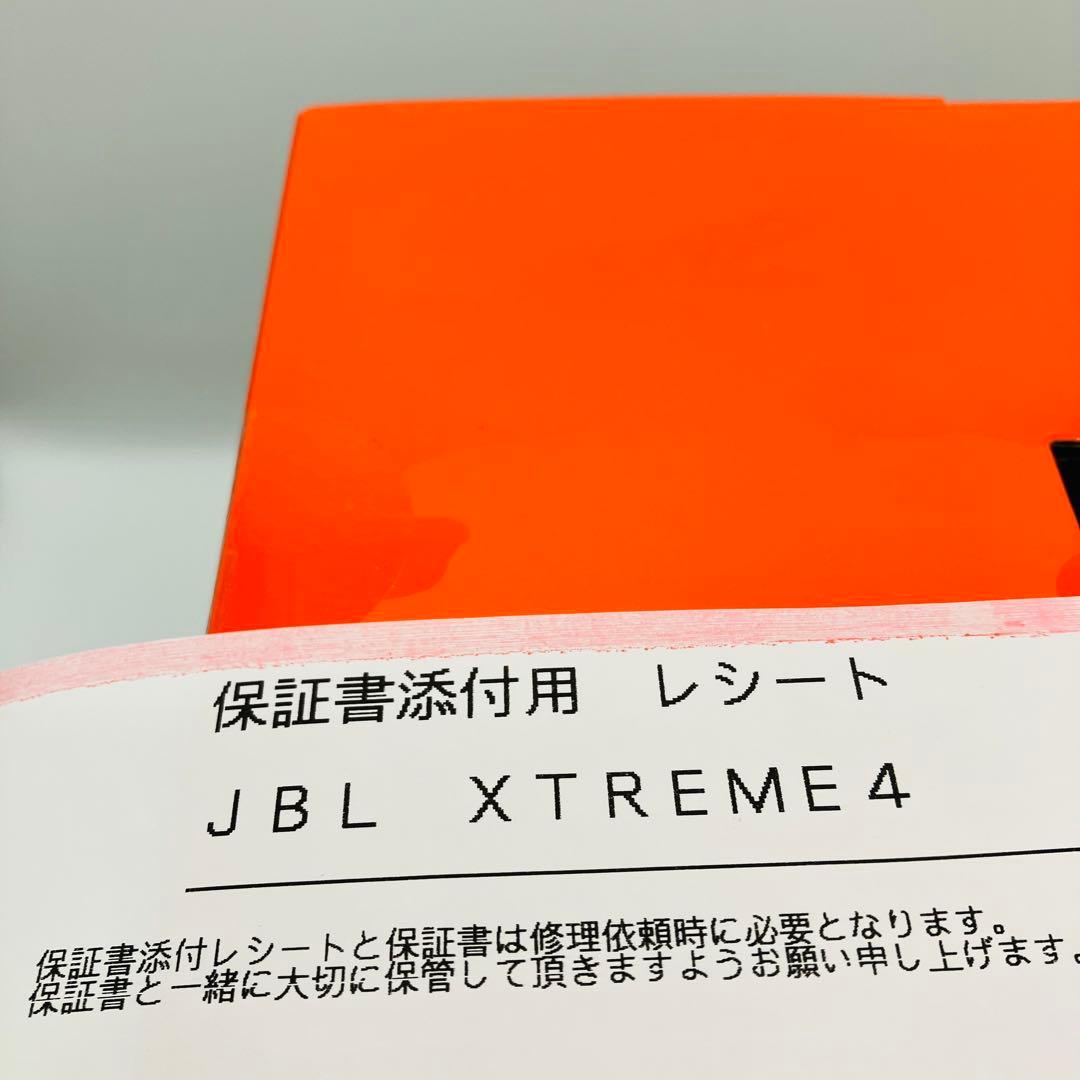 保証書添付用　レシート
ＪＢＬ　ＸＴＲＥＭＥ４
保証書添付レシートと保証書は修理依頼時に必要となります。
保証書と一緒に大切に保管して頂きますようお願い申し上げます。